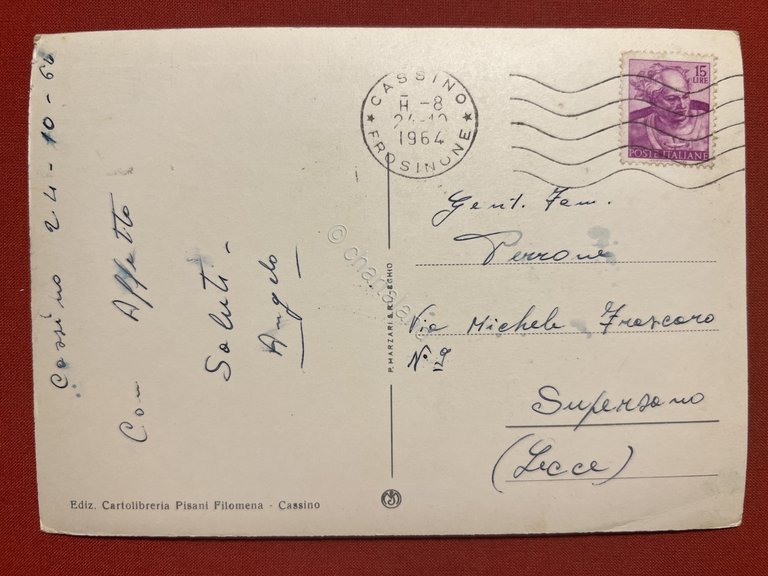 Cassino 24-10-64
Con Affetto
Saluti -
Angelo
CASSINO
H-8
24-10
1964
FROSINONE
15
LIRE
POSTE ITALIANE
Gent. Fam.
Perrone
Via Michele Frascaro
N°
Supersano
(Lecce)
P. MARZARI & R.
Ediz. Cartolibreria Pisani Filomena - Cassino